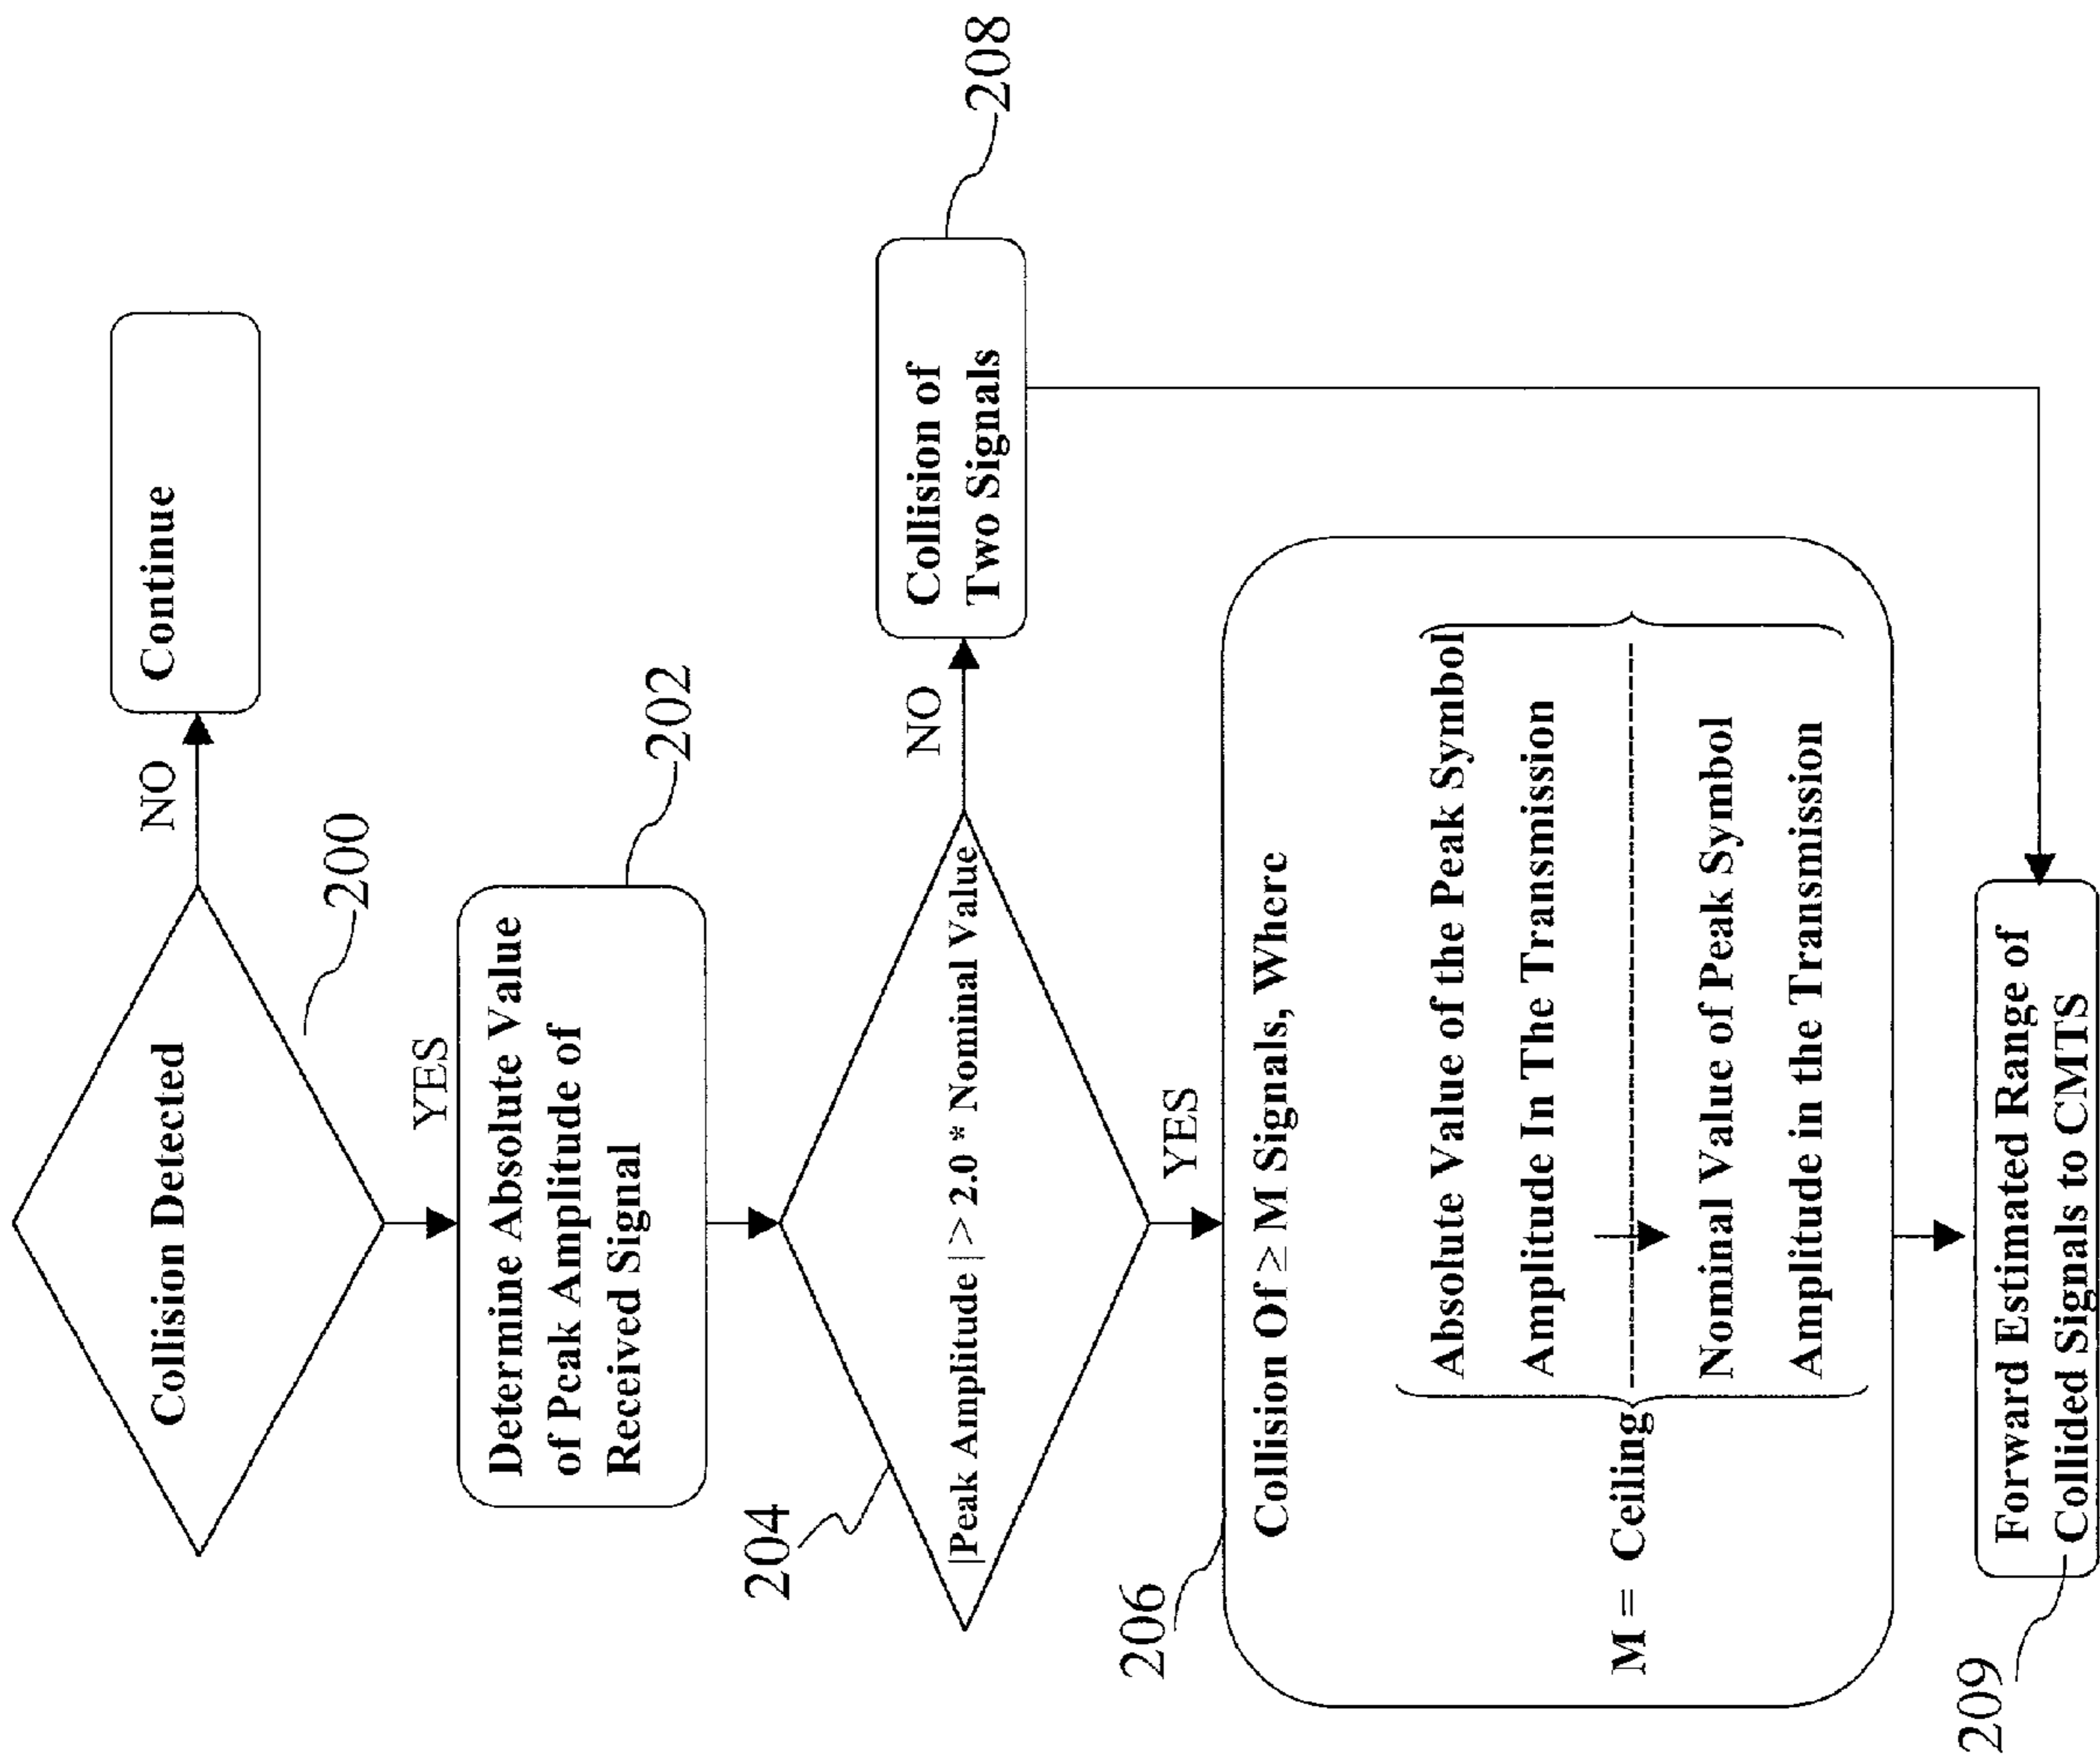 Collision Detected
NO
Continue
200
YES
Determine Absolute Value
of Peak Amplitude of
Received Signal
202
204
|Peak Amplitude |> 2.0 * Nominal Value
NO
Collision of
Two Signals
208
YES
206
Collision Of ≥ M Signals, Where
Absolute Value of the Peak Symbol
Amplitude In The Transmission
M = Ceiling
Nominal Value of Peak Symbol
Amplitude in the Transmission
Forward Estimated Range of
Collided Signals to CMTS
209